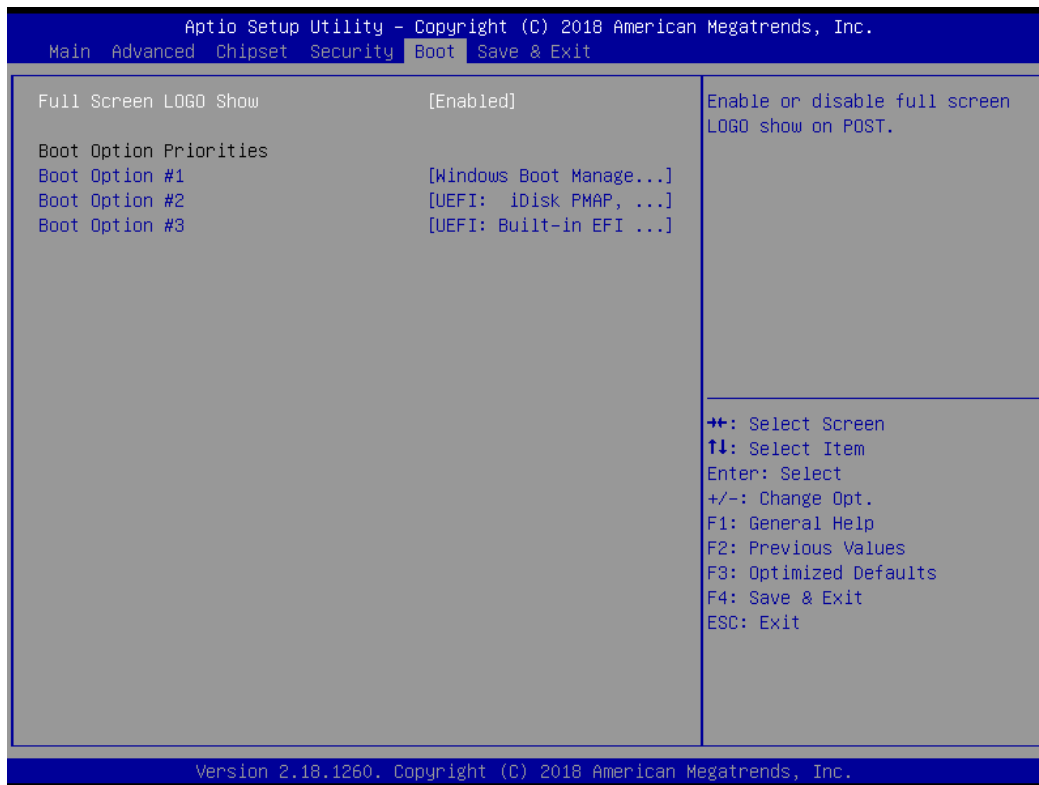 Aptio Setup Utility – Copyright (C) 2018 American Megatrends, Inc.
Main Advanced Chipset Security Boot Save & Exit
Full Screen LOGO Show [Enabled]
Boot Option Priorities
Boot Option #1 [Windows Boot Manage...]
Boot Option #2 [UEFI: iDisk PMAP, ...]
Boot Option #3 [UEFI: Built-in EFI ...]
Enable or disable full screen
LOGO show on POST.
→←: Select Screen
↑↓: Select Item
Enter: Select
+/-: Change Opt.
F1: General Help
F2: Previous Values
F3: Optimized Defaults
F4: Save & Exit
ESC: Exit
Version 2.18.1260. Copyright (C) 2018 American Megatrends, Inc.